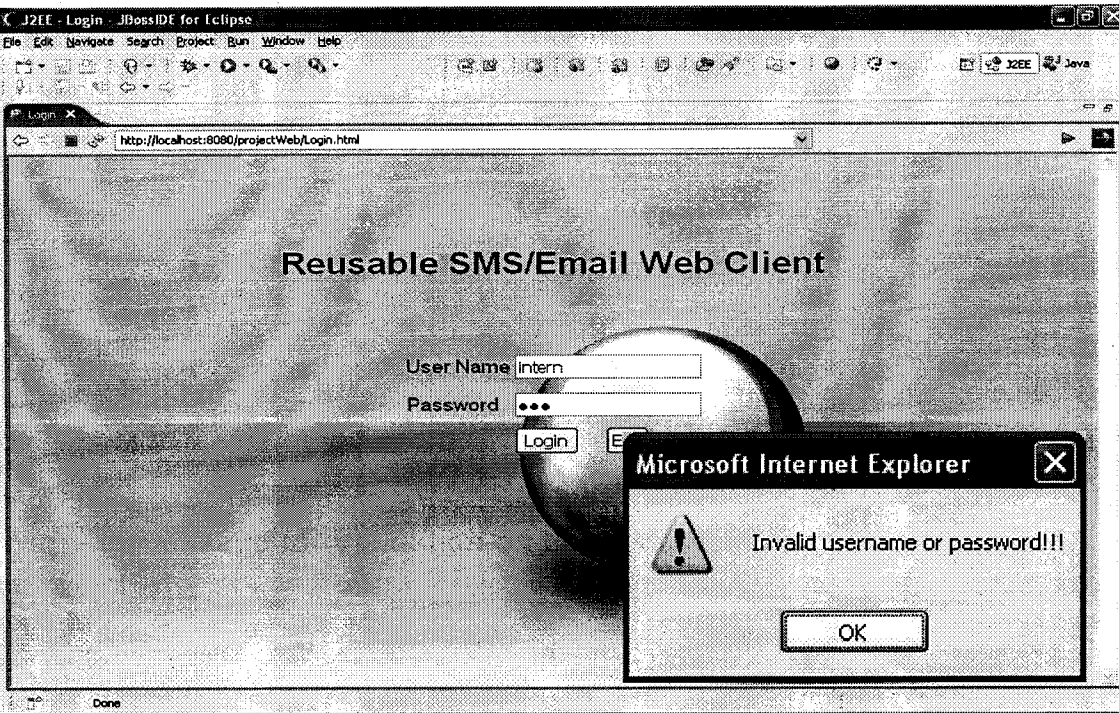 J2EE - Login - JBossIDE for Eclipse
File Edit Navigate Search Project Run Window Help
J2EE Java
Login
http://localhost:8080/projectWeb/Login.html
Reusable SMS/Email Web Client
User Name intern
Password
Login
Microsoft Internet Explorer
Invalid username or password!!!
OK
Done